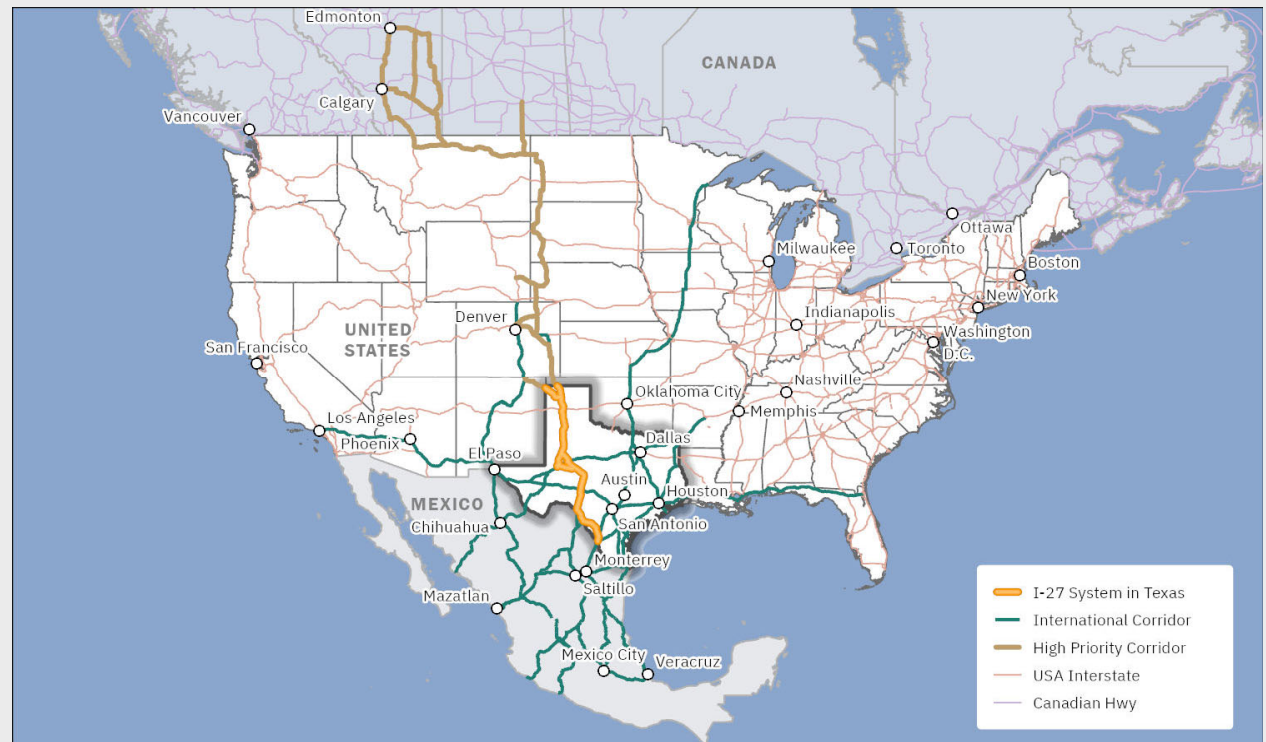 Edmonton
CANADA
Calgary
Vancouver
Ottawa
Milwaukee
Toronto
Boston
New York
Denver
Indianapolis
UNITED
STATES
Washington
D.C.
San Francisco
Nashville
Oklahoma City
Memphis
Los Angeles
Phoenix
Dallas
El Paso
Austin
Houston
MEXICO
San Antonio
Chihuahua
Monterrey
Saltillo
Mazatlan
Mexico City
Veracruz
I-27 System in Texas
International Corridor
High Priority Corridor
USA Interstate
Canadian Hwy